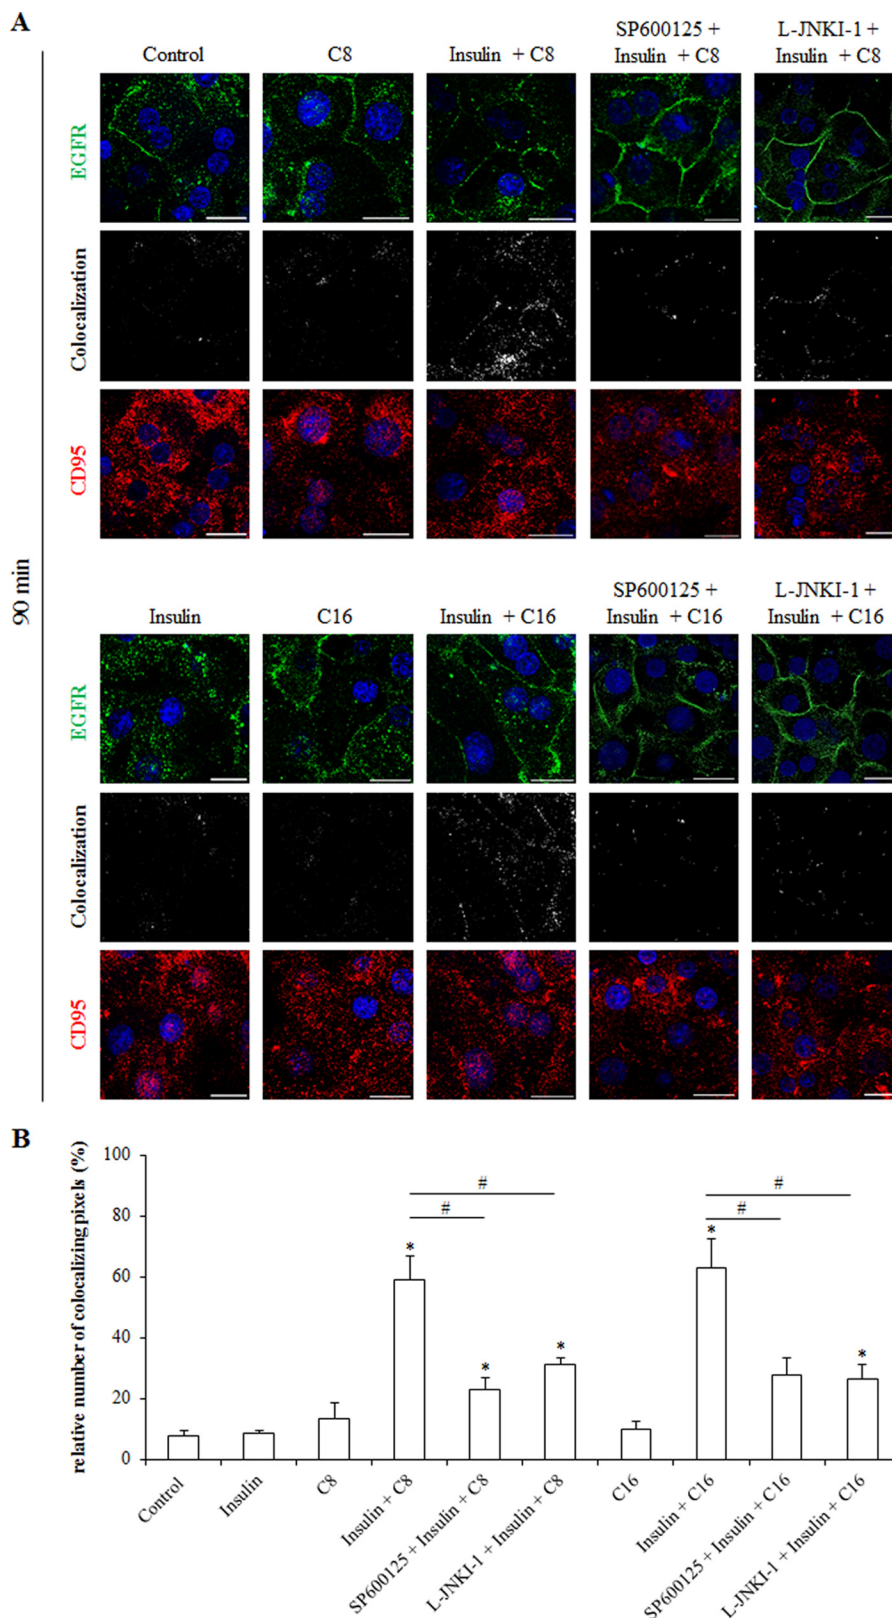 A
Control
C8
Insulin + C8
SP600125 +
Insulin + C8
L-JNKI-1 +
Insulin + C8
EGFR
Colocalization
CD95
90 min
Insulin
C16
Insulin + C16
SP600125 +
Insulin + C16
L-JNKI-1 +
Insulin + C16
EGFR
Colocalization
CD95
B
relative number of colocalizing pixels (%)
100
80
60
40
20
0
#
#
#
#
*
*
*
*
*
Control
Insulin
C8
Insulin + C8
SP600125 + Insulin + C8
L-JNKI-1 + Insulin + C8
C16
Insulin + C16
SP600125 + Insulin + C16
L-JNKI-1 + Insulin + C16